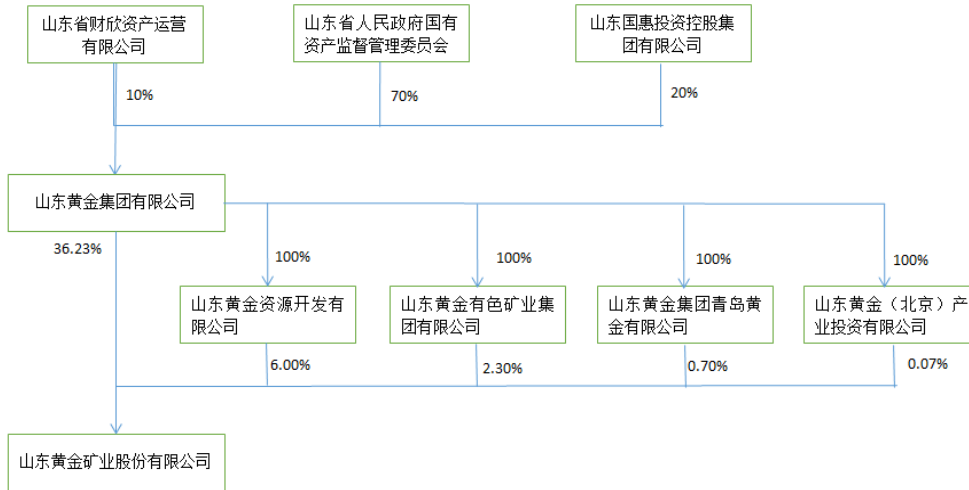 山东省财欣资产运营
有限公司
山东省人民政府国有
资产监督管理委员会
山东国惠投资控股集
团有限公司
10%
70%
20%
山东黄金集团有限公司
36.23%
100%
100%
100%
100%
山东黄金资源开发有
限公司
山东黄金有色矿业集
团有限公司
山东黄金集团青岛黄
金有限公司
山东黄金（北京）产
业投资有限公司
6.00%
2.30%
0.70%
0.07%
山东黄金矿业股份有限公司